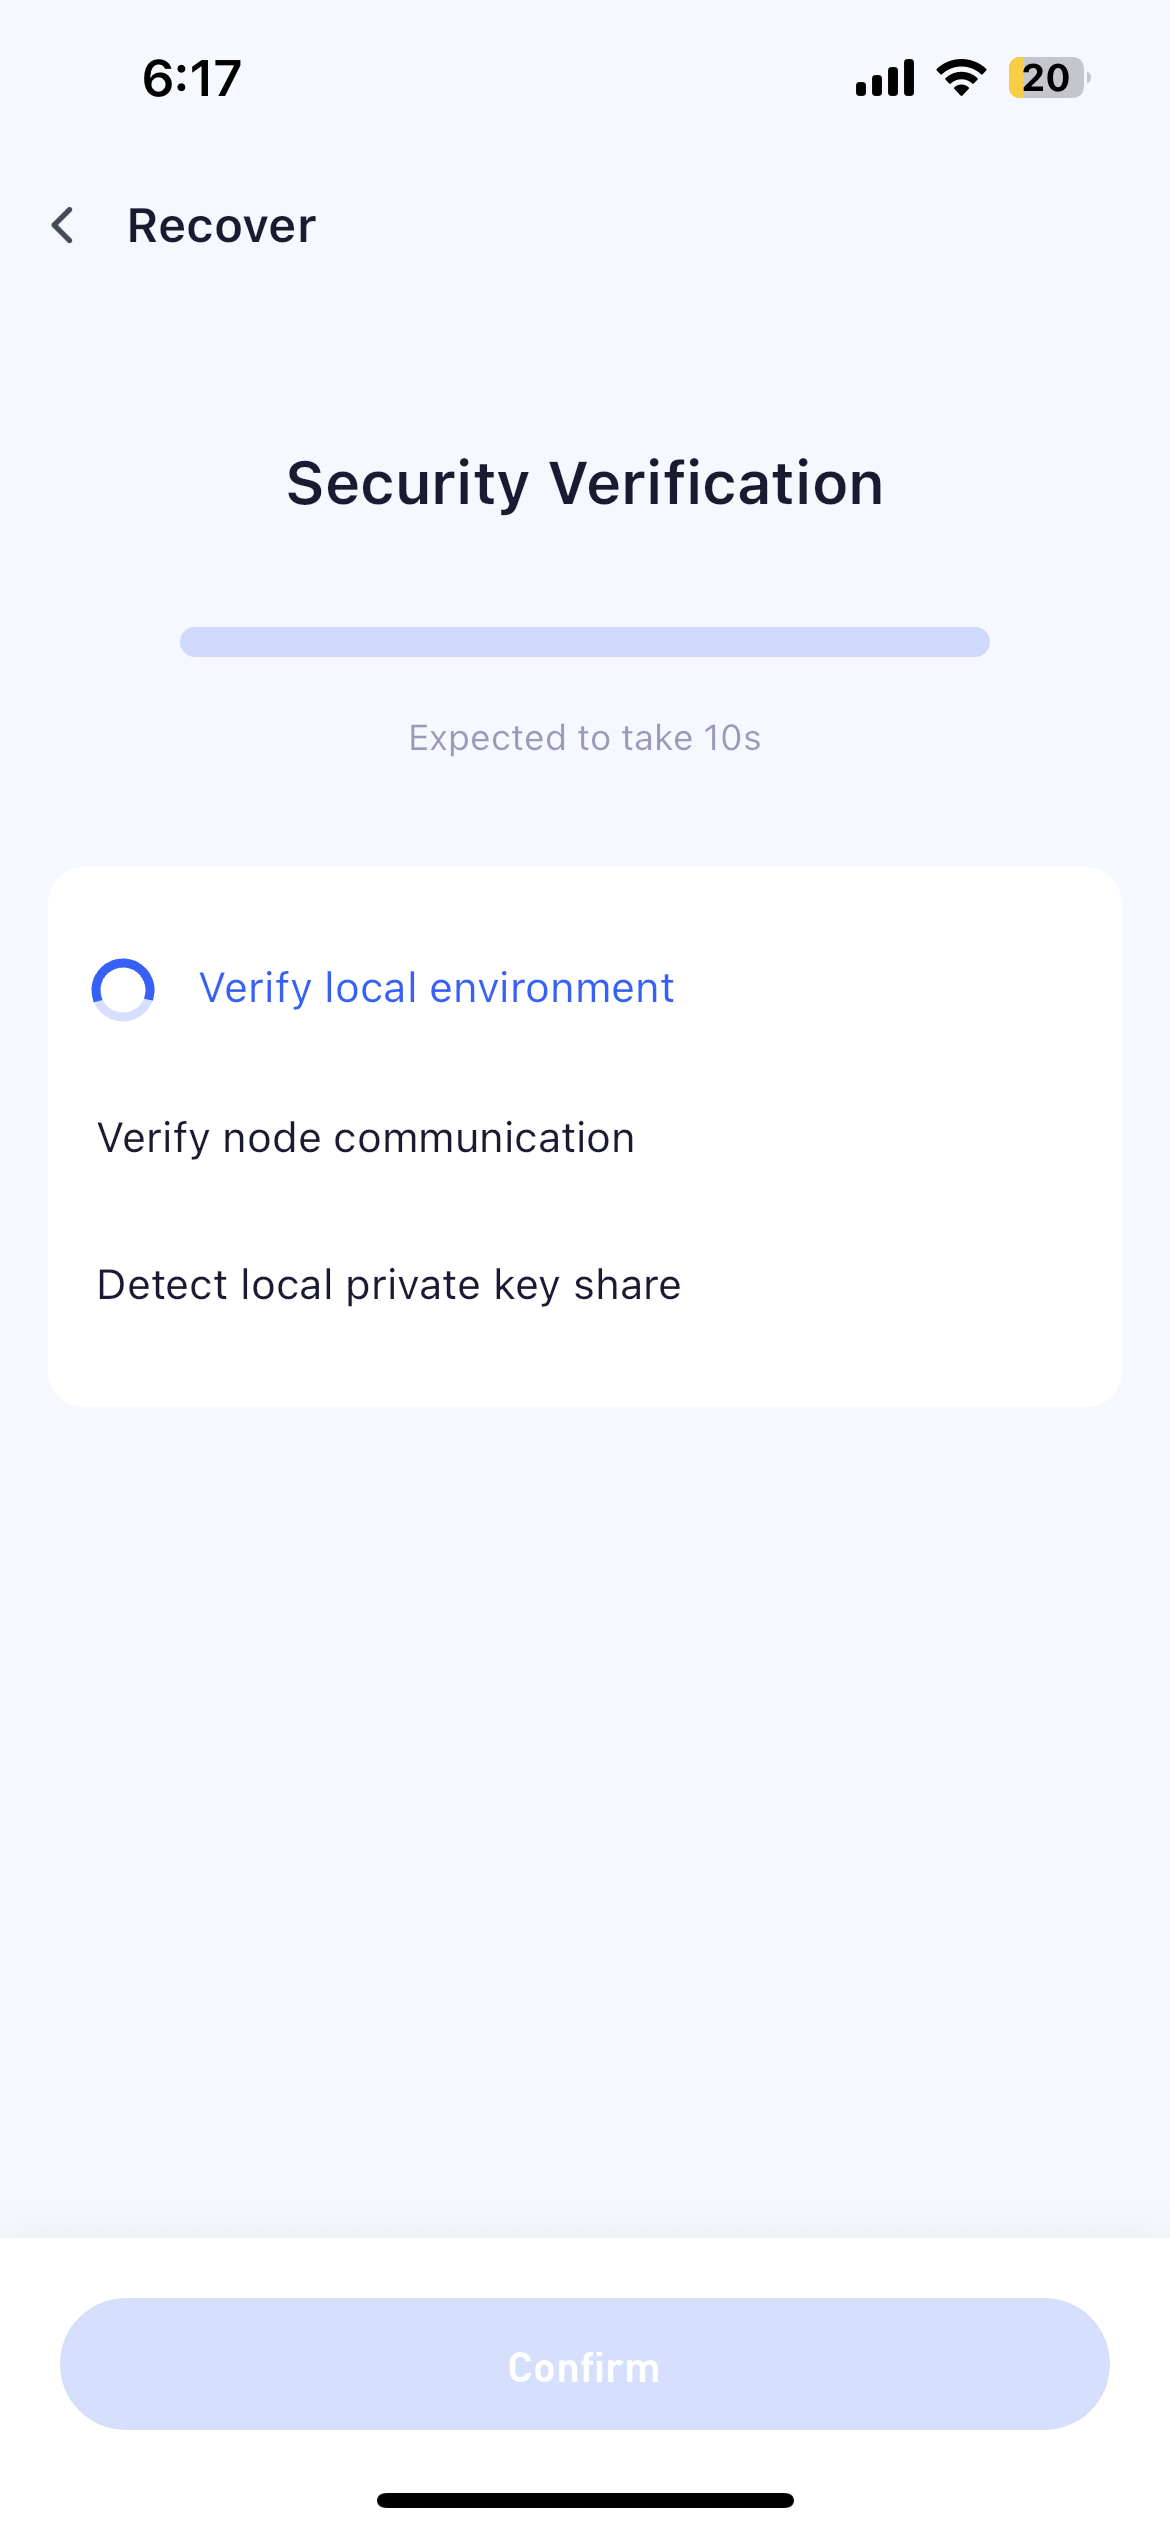 6:17
20
Recover
Security Verification
Expected to take 10s
Verify local environment
Verify node communication
Detect local private key share
Confirm